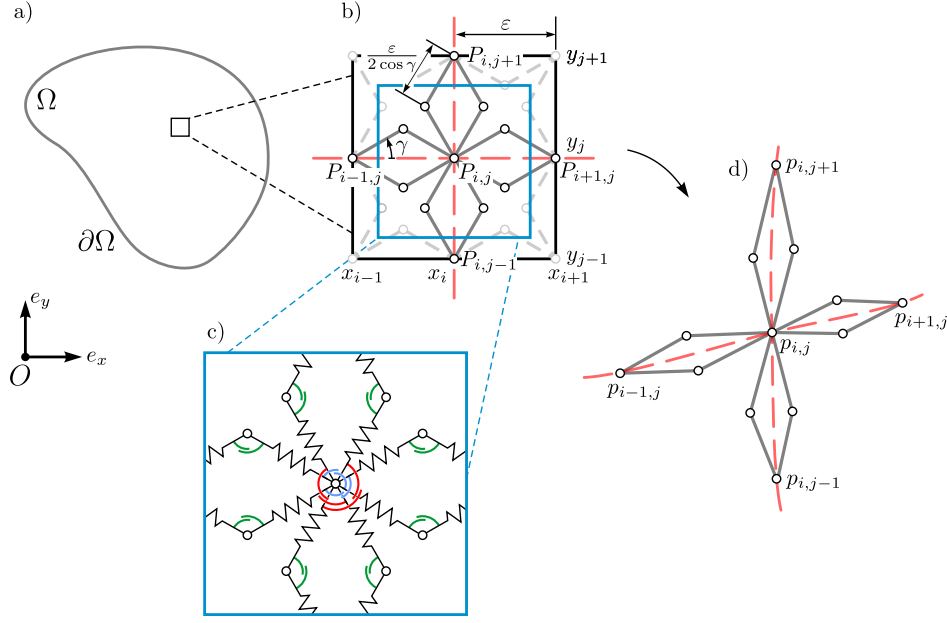 a)
b)
Ω
∂Ω
e_y
e_x
O
ε
ε / 2 cos γ
P_{i,j+1}
y_{j+1}
γ
y_j
P_{i−1,j}
P_{i,j}
P_{i+1,j}
P_{i,j−1}
y_{j−1}
x_{i−1}
x_i
x_{i+1}
c)
d)
p_{i,j+1}
p_{i+1,j}
p_{i,j}
p_{i−1,j}
p_{i,j−1}